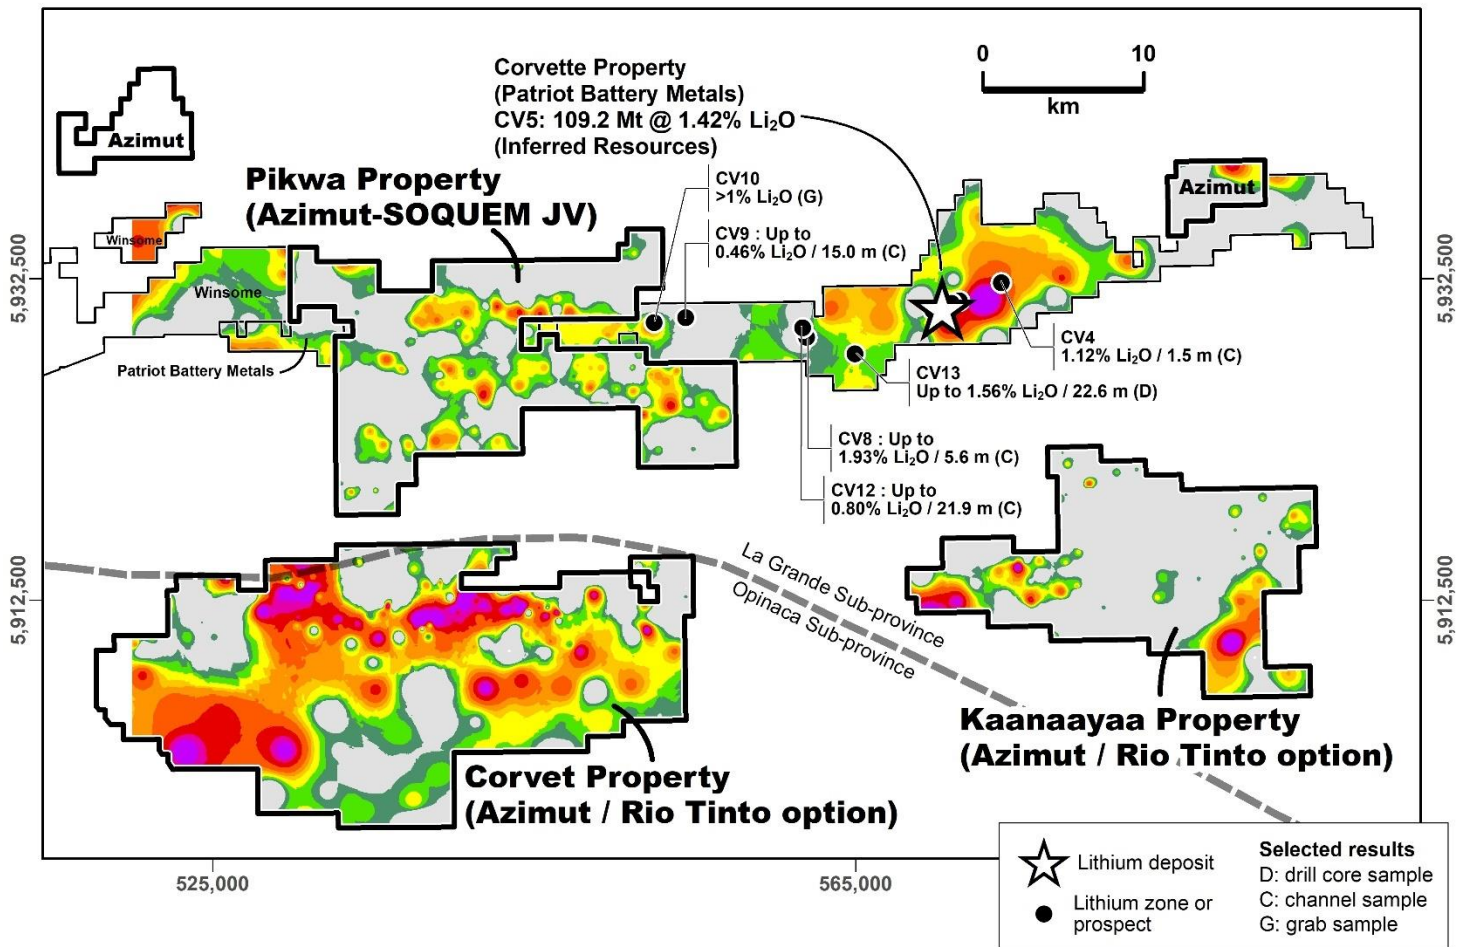 0 10
km
Corvette Property
(Patriot Battery Metals)
CV5: 109.2 Mt @ 1.42% Li₂O
(Inferred Resources)
Azimut
Pikwa Property
(Azimut-SOQUEM JV)
CV10
>1% Li₂O (G)
CV9 : Up to
0.46% Li₂O / 15.0 m (C)
Azimut
Winsome
Winsome
Patriot Battery Metals
CV4
1.12% Li₂O / 1.5 m (C)
CV13
Up to 1.56% Li₂O / 22.6 m (D)
CV8 : Up to
1.93% Li₂O / 5.6 m (C)
CV12 : Up to
0.80% Li₂O / 21.9 m (C)
5,932,500
5,932,500
La Grande Sub-province
Opinaca Sub-province
5,912,500
5,912,500
Kaanaayaa Property
(Azimut / Rio Tinto option)
Corvet Property
(Azimut / Rio Tinto option)
525,000
565,000
Lithium deposit
Lithium zone or
prospect
Selected results
D: drill core sample
C: channel sample
G: grab sample